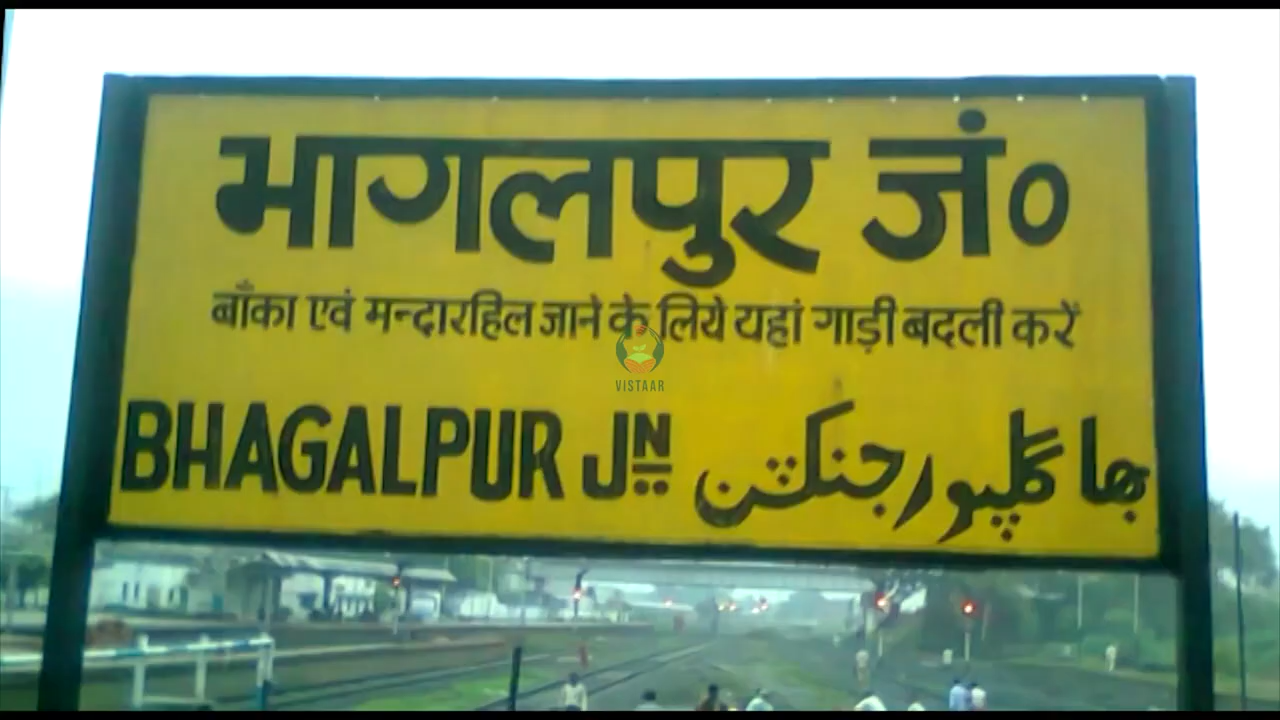 भागलपुर जं०
बाँका एवं मन्दारहिल जाने के लिये यहां गाड़ी बदली करें
VISTAAR
BHAGALPUR JN بھاگلپور جنکشن